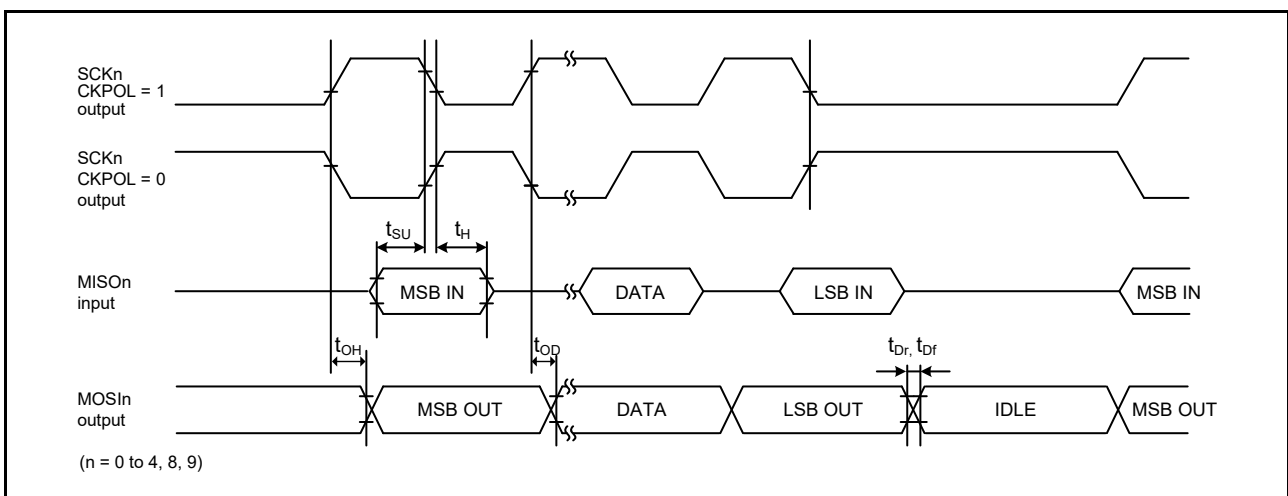 SCKn
CKPOL = 1
output
SCKn
CKPOL = 0
output
tSU
tH
MISOn
input
MSB IN
DATA
LSB IN
MSB IN
tOH
tOD
tDr, tDf
MOSIn
output
MSB OUT
DATA
LSB OUT
IDLE
MSB OUT
(n = 0 to 4, 8, 9)